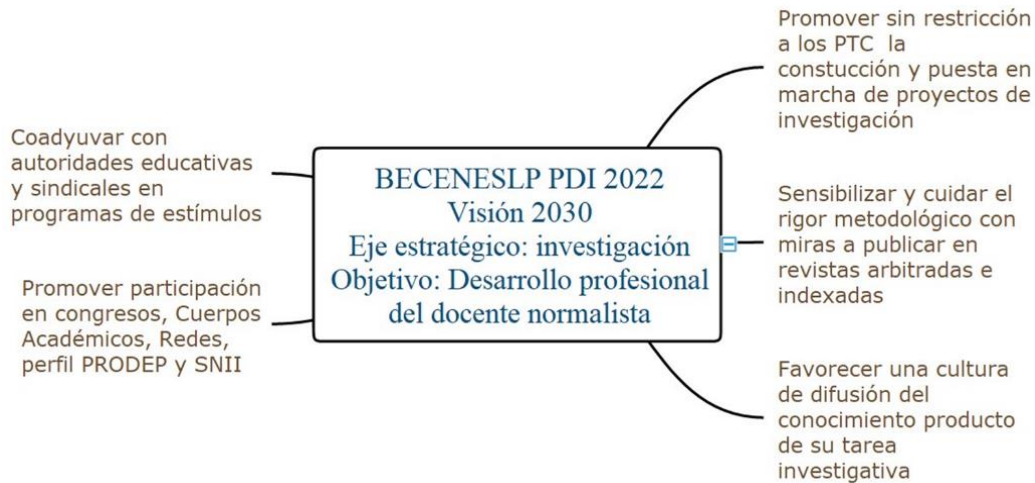 BECENESLP PDI 2022
Visión 2030
Eje estratégico: investigación
Objetivo: Desarrollo profesional
del docente normalista
Promover sin restricción
a los PTC la
constucción y puesta en
marcha de proyectos de
investigación
Sensibilizar y cuidar el
rigor metodológico con
miras a publicar en
revistas arbitradas e
indexadas
Favorecer una cultura
de difusión del
conocimiento producto
de su tarea
investigativa
Coadyuvar con
autoridades educativas
y sindicales en
programas de estímulos
Promover participación
en congresos, Cuerpos
Académicos, Redes,
perfil PRODEP y SNII